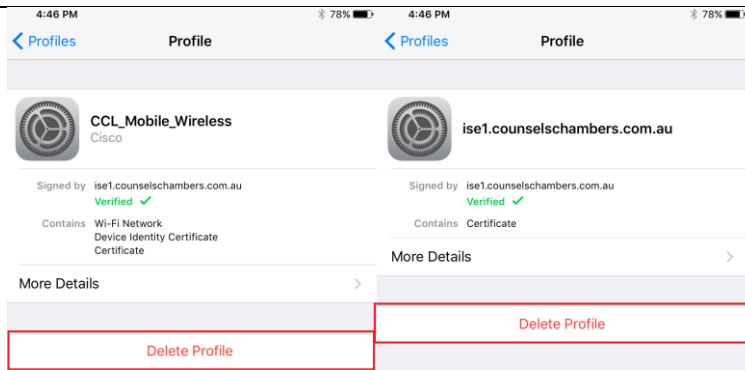 4:46 PM
78%
Profiles
Profile
CCL_Mobile_Wireless
Cisco
Signed by ise1.counselschambers.com.au
Verified ✓
Contains Wi-Fi Network
Device Identity Certificate
Certificate
More Details
Delete Profile
4:46 PM
78%
Profiles
Profile
ise1.counselschambers.com.au
Signed by ise1.counselschambers.com.au
Verified ✓
Contains Certificate
More Details
Delete Profile